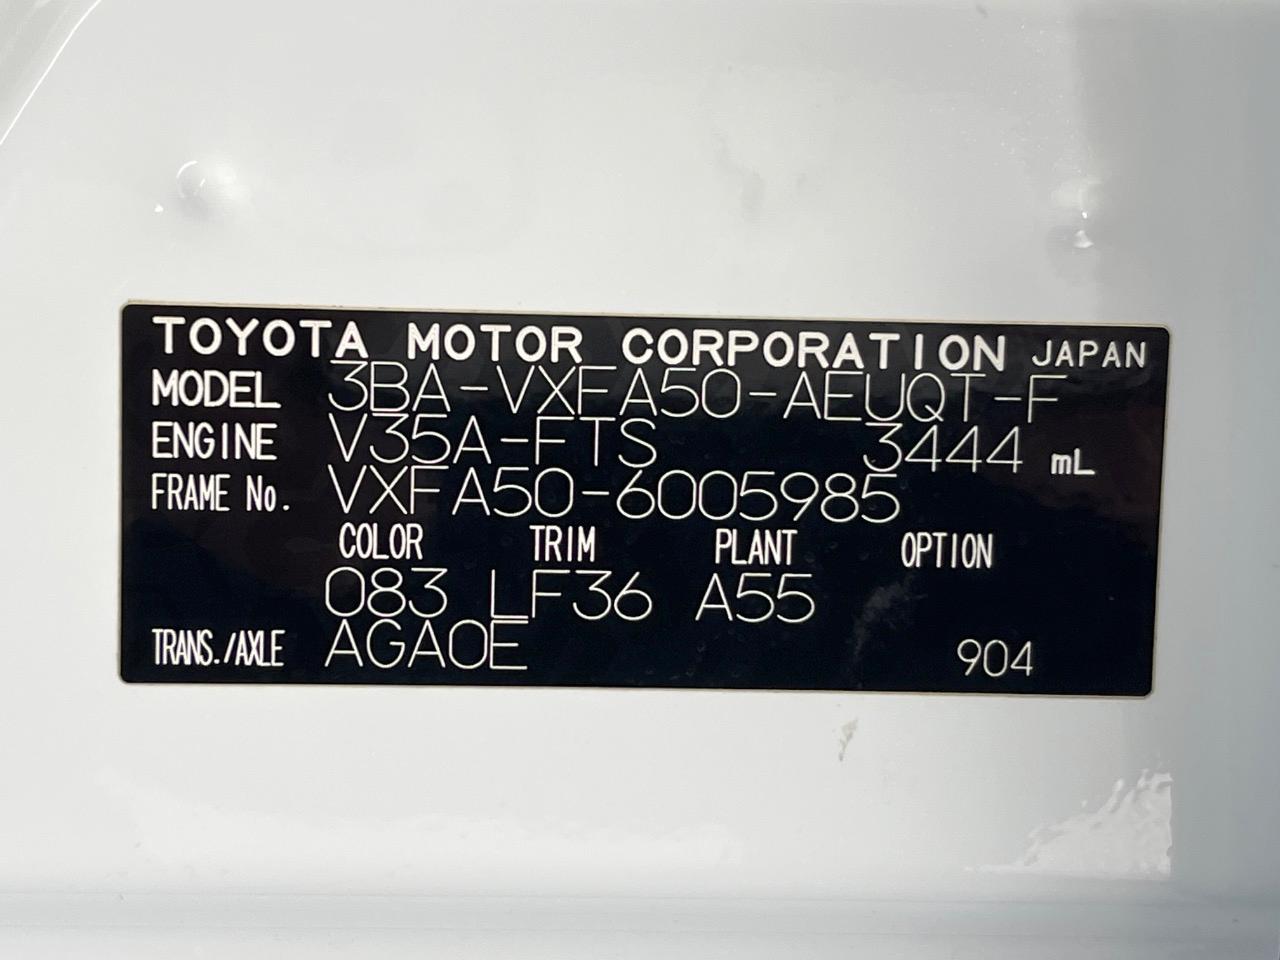 TOYOTA MOTOR CORPORATION JAPAN
MODEL 3BA-VXFA50-AEUQT-F
ENGINE V35A-FTS 3444 mL
FRAME No. VXFA50-6005985
COLOR TRIM PLANT OPTION
083 LF36 A55
TRANS./AXLE AGA0E 904